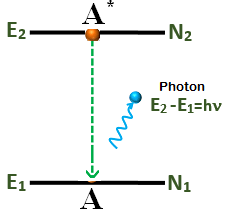 A*
E₂ N₂
Photon
E₂ -E₁=hν
E₁ N₁
A